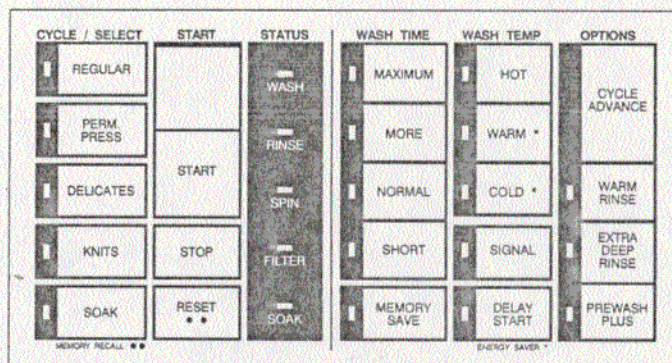 CYCLE / SELECT
REGULAR
PERM.
PRESS
DELICATES
KNITS
SOAK
MEMORY RECALL **
START
START
STOP
RESET
* *
STATUS
WASH
RINSE
SPIN
FILTER
SOAK
WASH TIME
MAXIMUM
MORE
NORMAL
SHORT
MEMORY
SAVE
WASH TEMP
HOT
WARM *
COLD *
SIGNAL
DELAY
START
ENERGY SAVER *
OPTIONS
CYCLE
ADVANCE
WARM
RINSE
EXTRA
DEEP
RINSE
PREWASH
PLUS